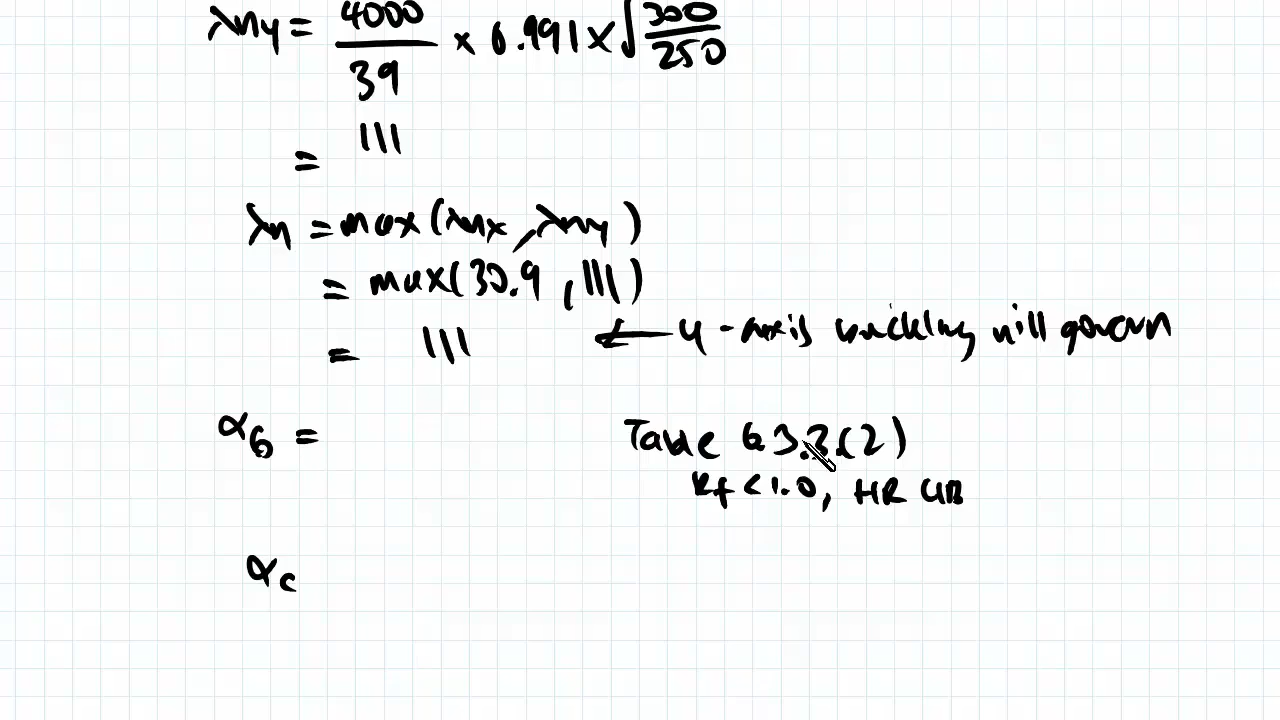 λny = 4000/39 × 0.991 × √300/250
= 111
λn = max(λnx, λny)
= max(30.9, 111)
= 111 ← y-axis buckling will govern
αb = Table 6.3.3(2)
kf < 1.0, HR UB
αc